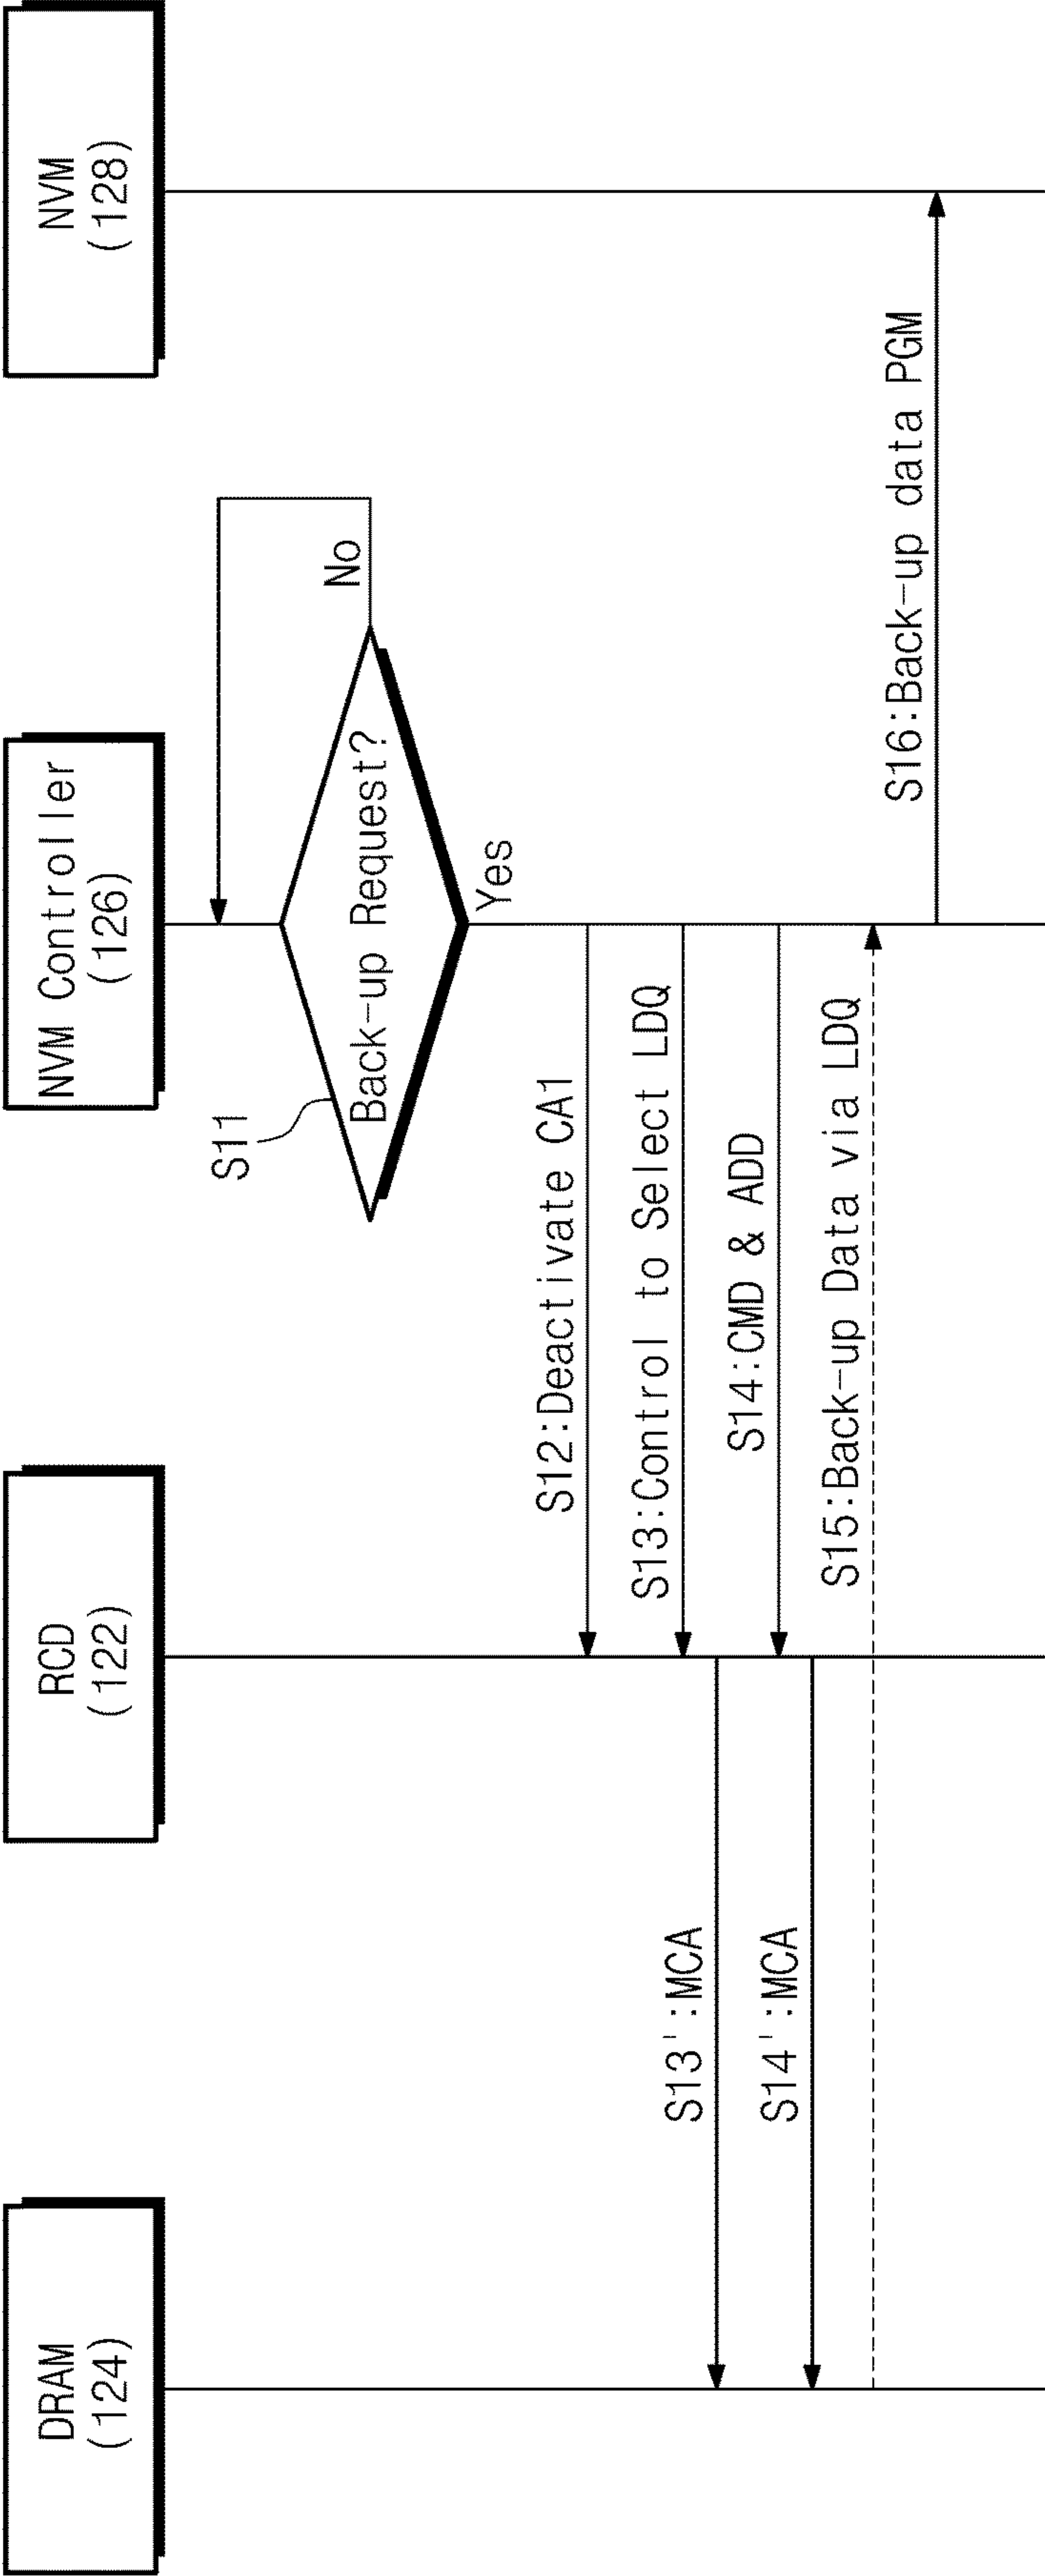 DRAM
(124)
RCD
(122)
NVM Controller
(126)
NVM
(128)
S11
Back-up Request?
No
Yes
S12:Deactivate CA1
S13:Control to Select LDQ
S13':MCA
S14:CMD & ADD
S14':MCA
S15:Back-up Data via LDQ
S16:Back-up data PGM